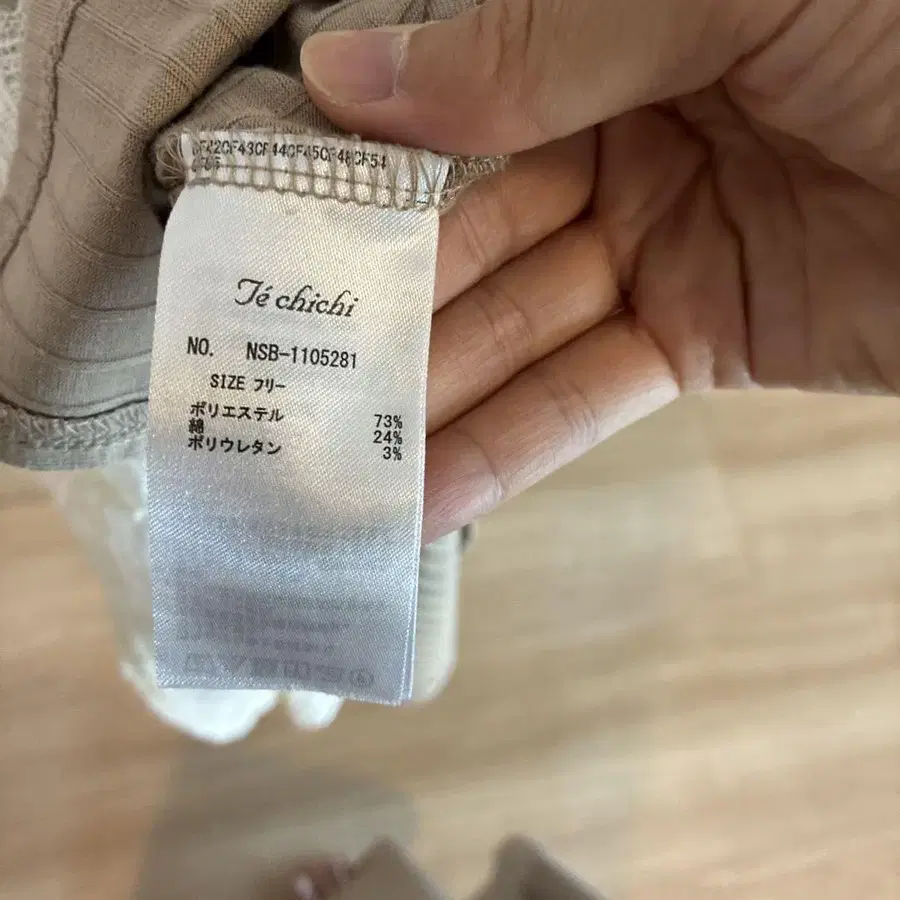 CF42CF43CF44CF45CF48CF54
Té chichi
NO. NSB-1105281
SIZE フリー
ポリエステル 73%
綿 24%
ポリウレタン 3%